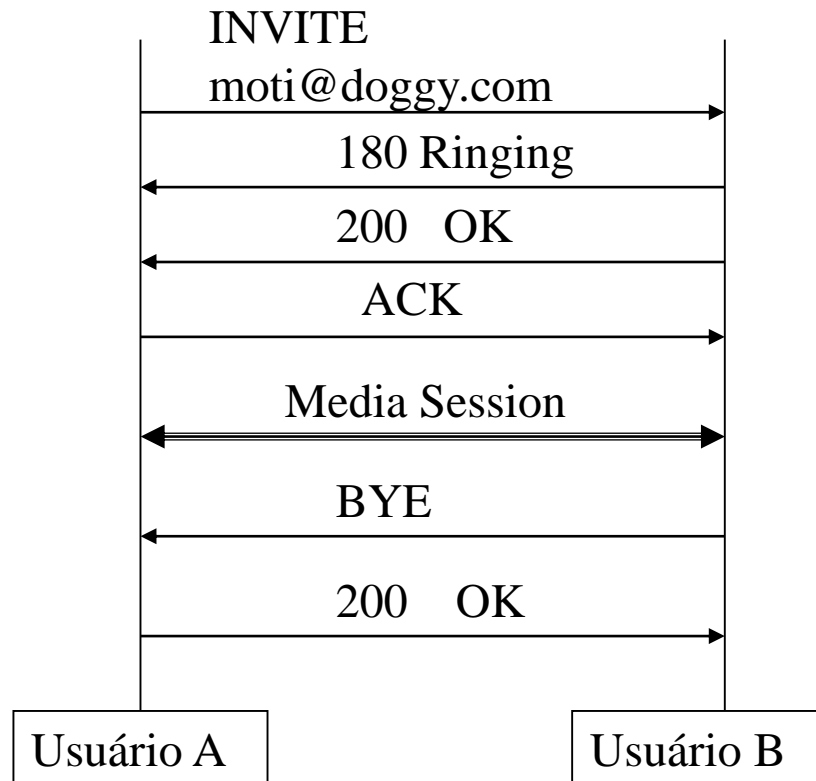 INVITE
moti@doggy.com
180 Ringing
200 OK
ACK
Media Session
BYE
200 OK
Usuário A
Usuário B